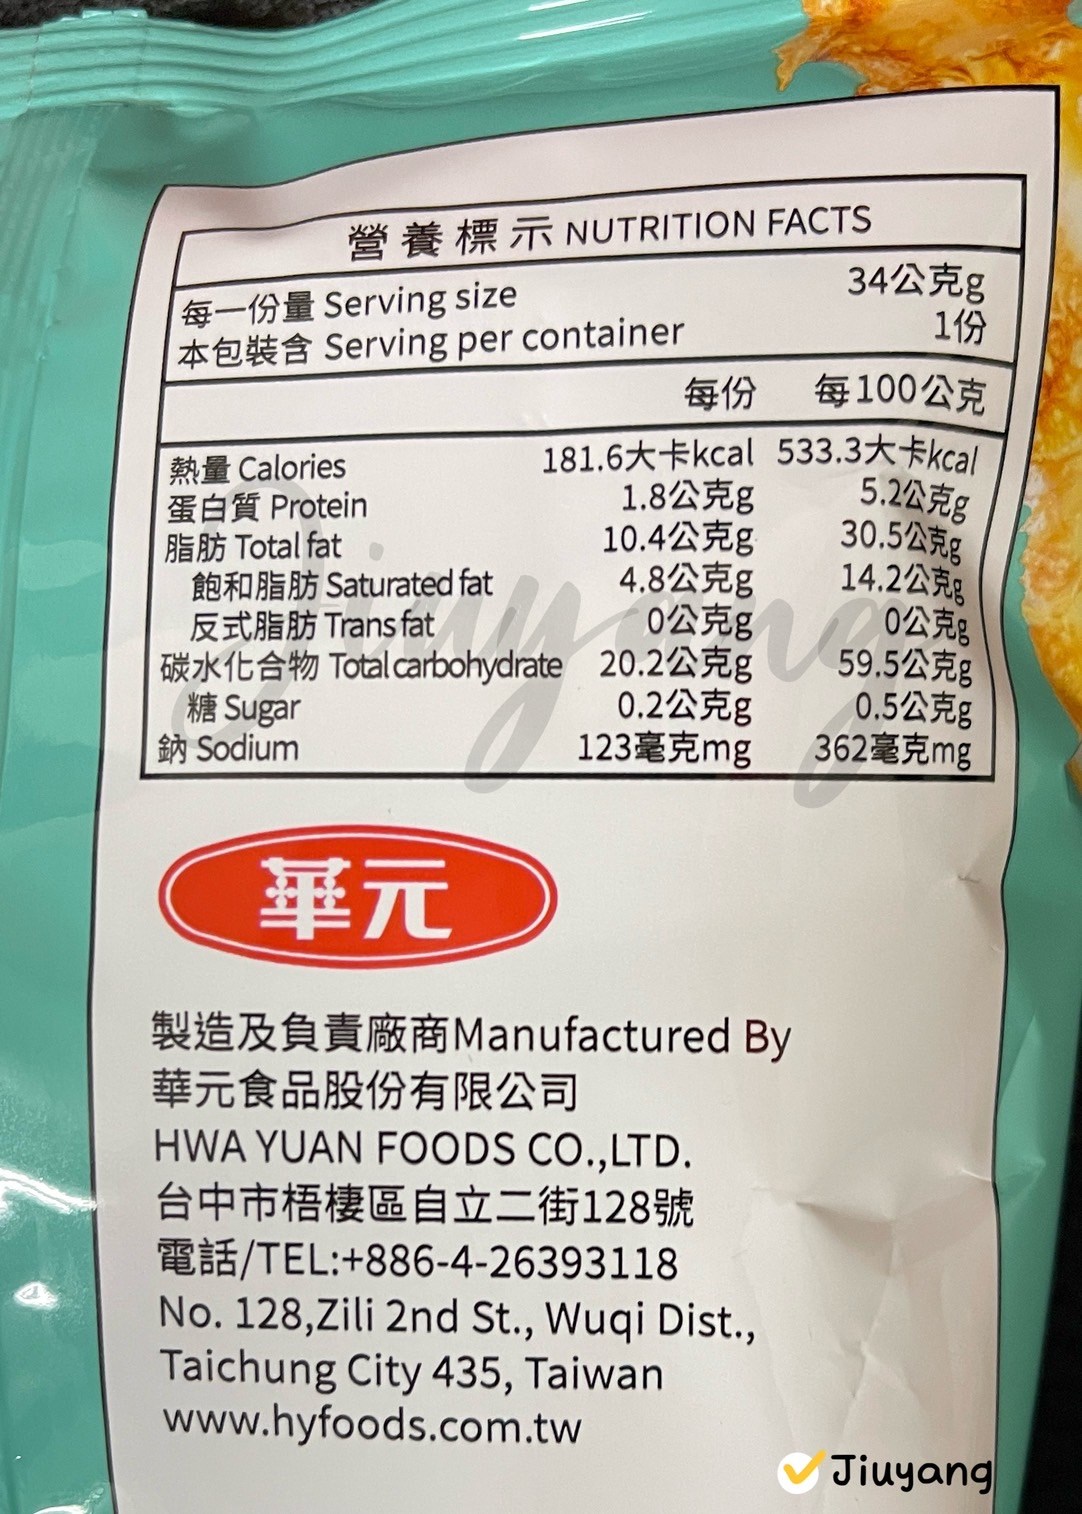 營養標示 NUTRITION FACTS
每一份量 Serving size 34公克g
本包裝含 Serving per container 1份
每份 每100公克
熱量 Calories 181.6大卡kcal 533.3大卡kcal
蛋白質 Protein 1.8公克g 5.2公克g
脂肪 Total fat 10.4公克g 30.5公克g
飽和脂肪 Saturated fat 4.8公克g 14.2公克g
反式脂肪 Trans fat 0公克g 0公克g
碳水化合物 Total carbohydrate 20.2公克g 59.5公克g
糖 Sugar 0.2公克g 0.5公克g
鈉 Sodium 123毫克mg 362毫克mg
Jiuyang
華元
製造及負責廠商Manufactured By
華元食品股份有限公司
HWA YUAN FOODS CO.,LTD.
台中市梧棲區自立二街128號
電話/TEL:+886-4-26393118
No. 128,Zili 2nd St., Wuqi Dist.,
Taichung City 435, Taiwan
www.hyfoods.com.tw
Jiuyang